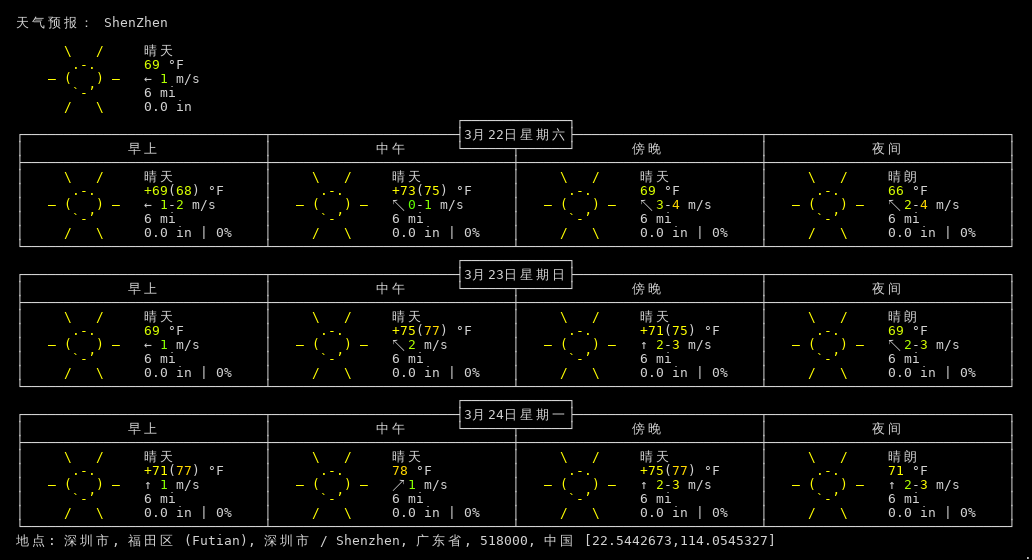 天气预报： ShenZhen
晴天
69 °F
← 1 m/s
6 mi
0.0 in
3月22日星期六
早上 中午 傍晚 夜间
晴天 晴天 晴天 晴朗
+69(68) °F +73(75) °F 69 °F 66 °F
← 1-2 m/s ↖ 0-1 m/s ↖ 3-4 m/s ↖ 2-4 m/s
6 mi 6 mi 6 mi 6 mi
0.0 in | 0% 0.0 in | 0% 0.0 in | 0% 0.0 in | 0%
3月23日星期日
早上 中午 傍晚 夜间
晴天 晴天 晴天 晴朗
69 °F +75(77) °F +71(75) °F 69 °F
← 1 m/s ↖ 2 m/s ↑ 2-3 m/s ↖ 2-3 m/s
6 mi 6 mi 6 mi 6 mi
0.0 in | 0% 0.0 in | 0% 0.0 in | 0% 0.0 in | 0%
3月24日星期一
早上 中午 傍晚 夜间
晴天 晴天 晴天 晴朗
+71(77) °F 78 °F +75(77) °F 71 °F
↑ 1 m/s ↗ 1 m/s ↑ 2-3 m/s ↑ 2-3 m/s
6 mi 6 mi 6 mi 6 mi
0.0 in | 0% 0.0 in | 0% 0.0 in | 0% 0.0 in | 0%
地点: 深圳市, 福田区 (Futian), 深圳市 / Shenzhen, 广东省, 518000, 中国 [22.5442673,114.0545327]